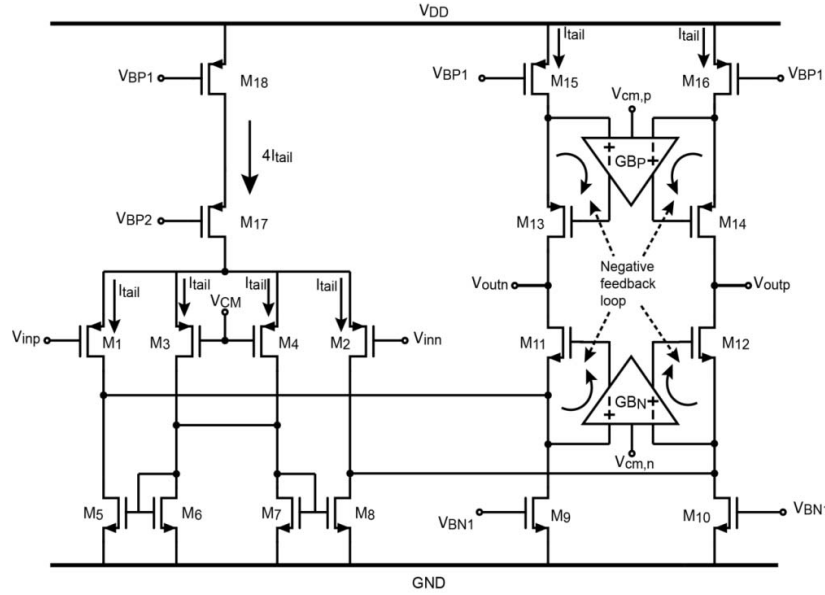 VDD
Itail Itail
VBP1 M18 VBP1 M15 M16 VBP1
Vcm,p
4Itail
+ GBP +
VBP2 M17 M13 M14
Itail Itail Itail Itail
VCM
Voutn Negative feedback loop Voutp
Vinp M1 M3 M4 M2 Vinn M11 M12
+ GBN +
Vcm,n
M5 M6 M7 M8 VBN1 M9 M10 VBN1
GND